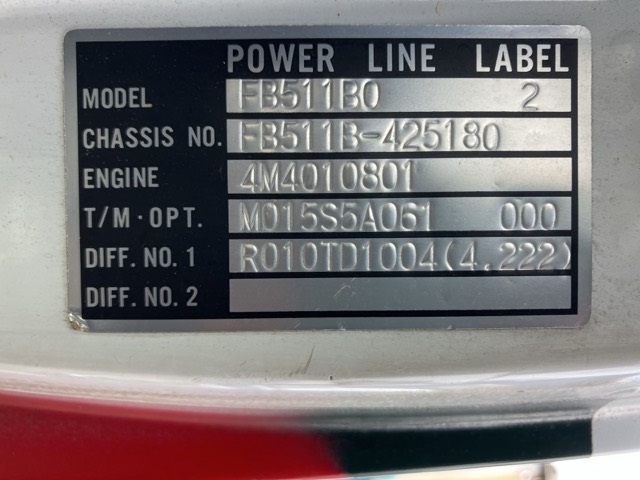 POWER LINE LABEL
MODEL FB511B0 2
CHASSIS NO. FB511B-425180
ENGINE 4M4010801
T/M·OPT. M015S5A061 000
DIFF. NO. 1 R010TD1004(4.222)
DIFF. NO. 2